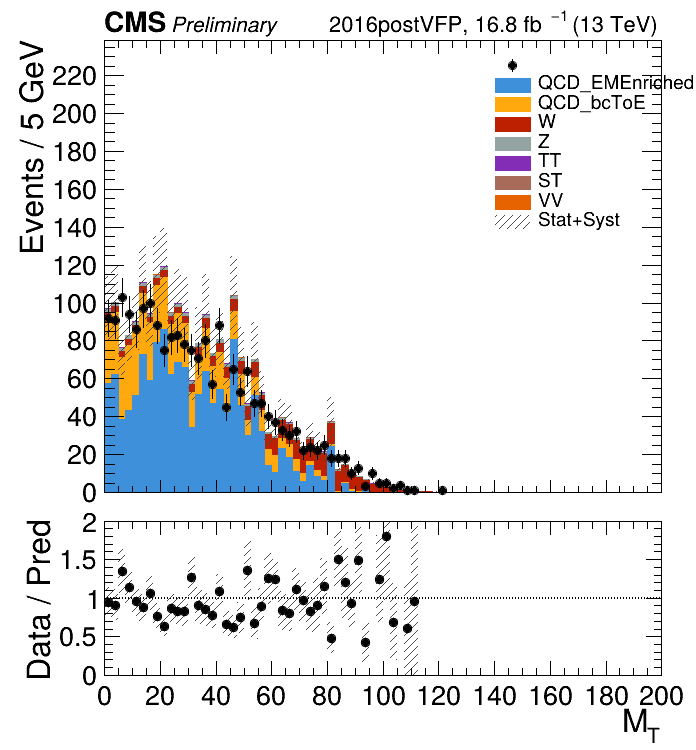 CMS Preliminary 2016postVFP, 16.8 fb⁻¹ (13 TeV)
Events / 5 GeV
220
200
180
160
140
120
100
80
60
40
20
0
QCD_EMEnriched
QCD_bcToE
W
Z
TT
ST
VV
Stat+Syst
Data / Pred
2
1.5
1
0.5
0
0 20 40 60 80 100 120 140 160 180 200
M_T